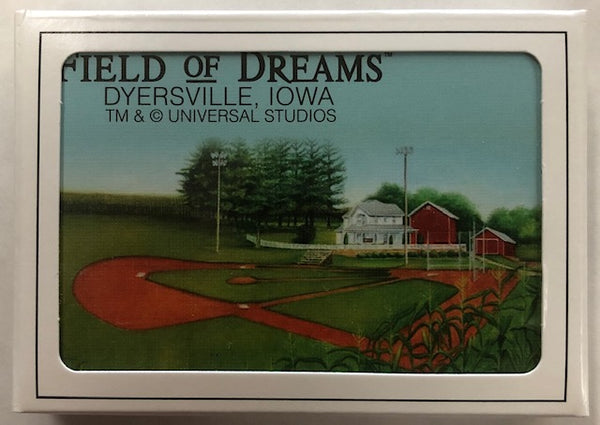 FIELD OF DREAMS™
DYERSVILLE, IOWA
TM & © UNIVERSAL STUDIOS